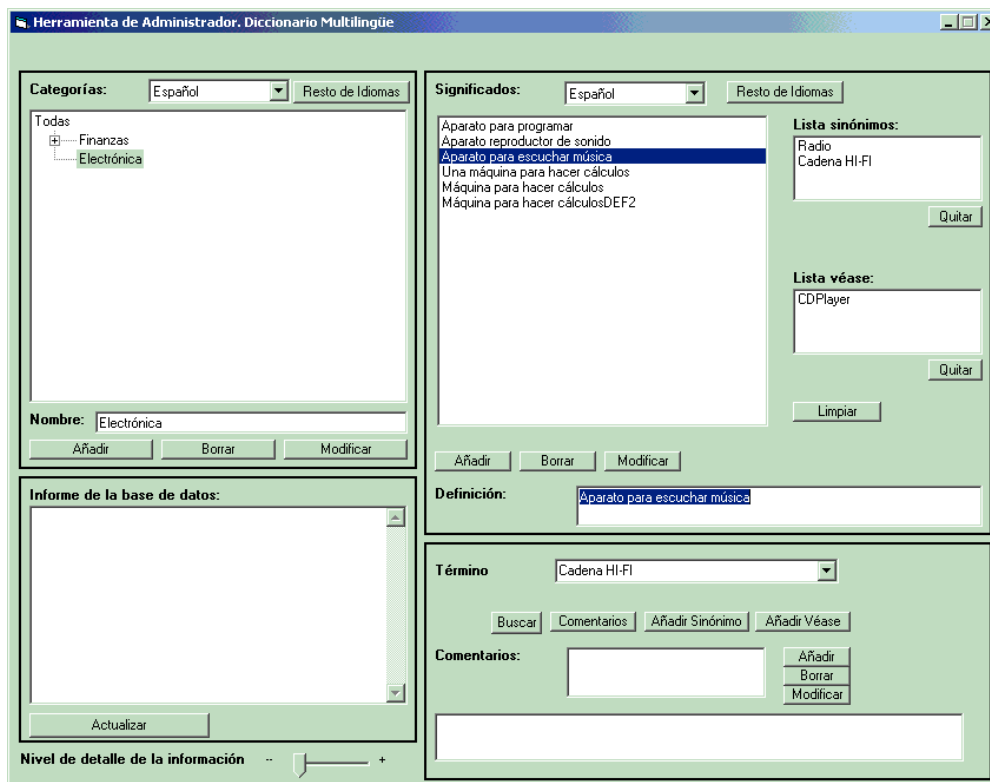 Herramienta de Administrador. Diccionario Multilingüe
Categorías: Español Resto de Idiomas
Todas
Finanzas
Electrónica
Nombre: Electrónica
Añadir Borrar Modificar
Informe de la base de datos:
Actualizar
Nivel de detalle de la información -- +
Significados: Español Resto de Idiomas
Aparato para programar
Aparato reproductor de sonido
Aparato para escuchar música
Una máquina para hacer cálculos
Máquina para hacer cálculos
Máquina para hacer cálculosDEF2
Lista sinónimos:
Radio
Cadena HI-FI
Quitar
Lista véase:
CDPlayer
Quitar
Limpiar
Añadir Borrar Modificar
Definición: Aparato para escuchar música
Término Cadena HI-FI
Buscar Comentarios Añadir Sinónimo Añadir Véase
Comentarios:
Añadir
Borrar
Modificar